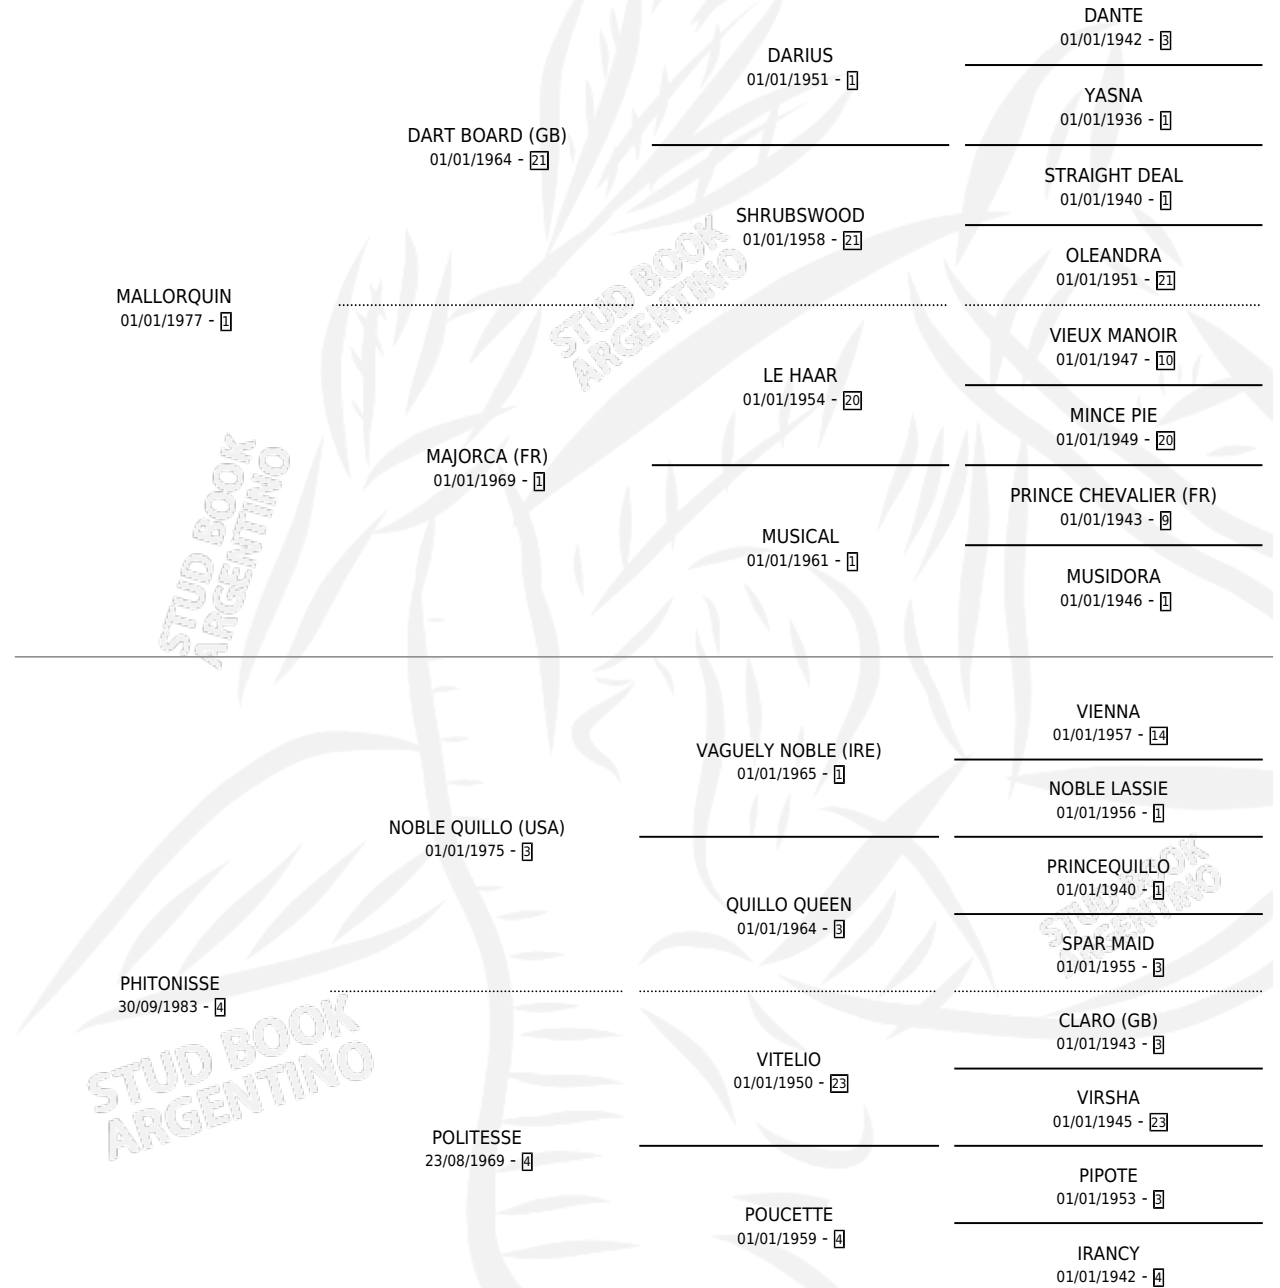 DANTE
01/01/1942 - 3
DARIUS
01/01/1951 - 1
YASNA
01/01/1936 - 1
DART BOARD (GB)
01/01/1964 - 21
STRAIGHT DEAL
01/01/1940 - 1
SHRUBSWOOD
01/01/1958 - 21
OLEANDRA
01/01/1951 - 21
MALLORQUIN
01/01/1977 - 1
VIEUX MANOIR
01/01/1947 - 10
LE HAAR
01/01/1954 - 20
MINCE PIE
01/01/1949 - 20
MAJORCA (FR)
01/01/1969 - 1
PRINCE CHEVALIER (FR)
01/01/1943 - 9
MUSICAL
01/01/1961 - 1
MUSIDORA
01/01/1946 - 1
STUD BOOK
ARGENTINO
STUD BOOK
ARGENTINO
VIENNA
01/01/1957 - 14
VAGUELY NOBLE (IRE)
01/01/1965 - 1
NOBLE LASSIE
01/01/1956 - 1
NOBLE QUILLO (USA)
01/01/1975 - 3
PRINCEQUILLO
01/01/1940 - 1
QUILLO QUEEN
01/01/1964 - 3
SPAR MAID
01/01/1955 - 3
PHITONISSE
30/09/1983 - 4
CLARO (GB)
01/01/1943 - 3
VITELIO
01/01/1950 - 23
VIRSHA
01/01/1945 - 23
POLITESSE
23/08/1969 - 4
PIPOTE
01/01/1953 - 3
POUCETTE
01/01/1959 - 4
IRANCY
01/01/1942 - 4
STUD BOOK
ARGENTINO
STUD BOOK
ARGENTINO